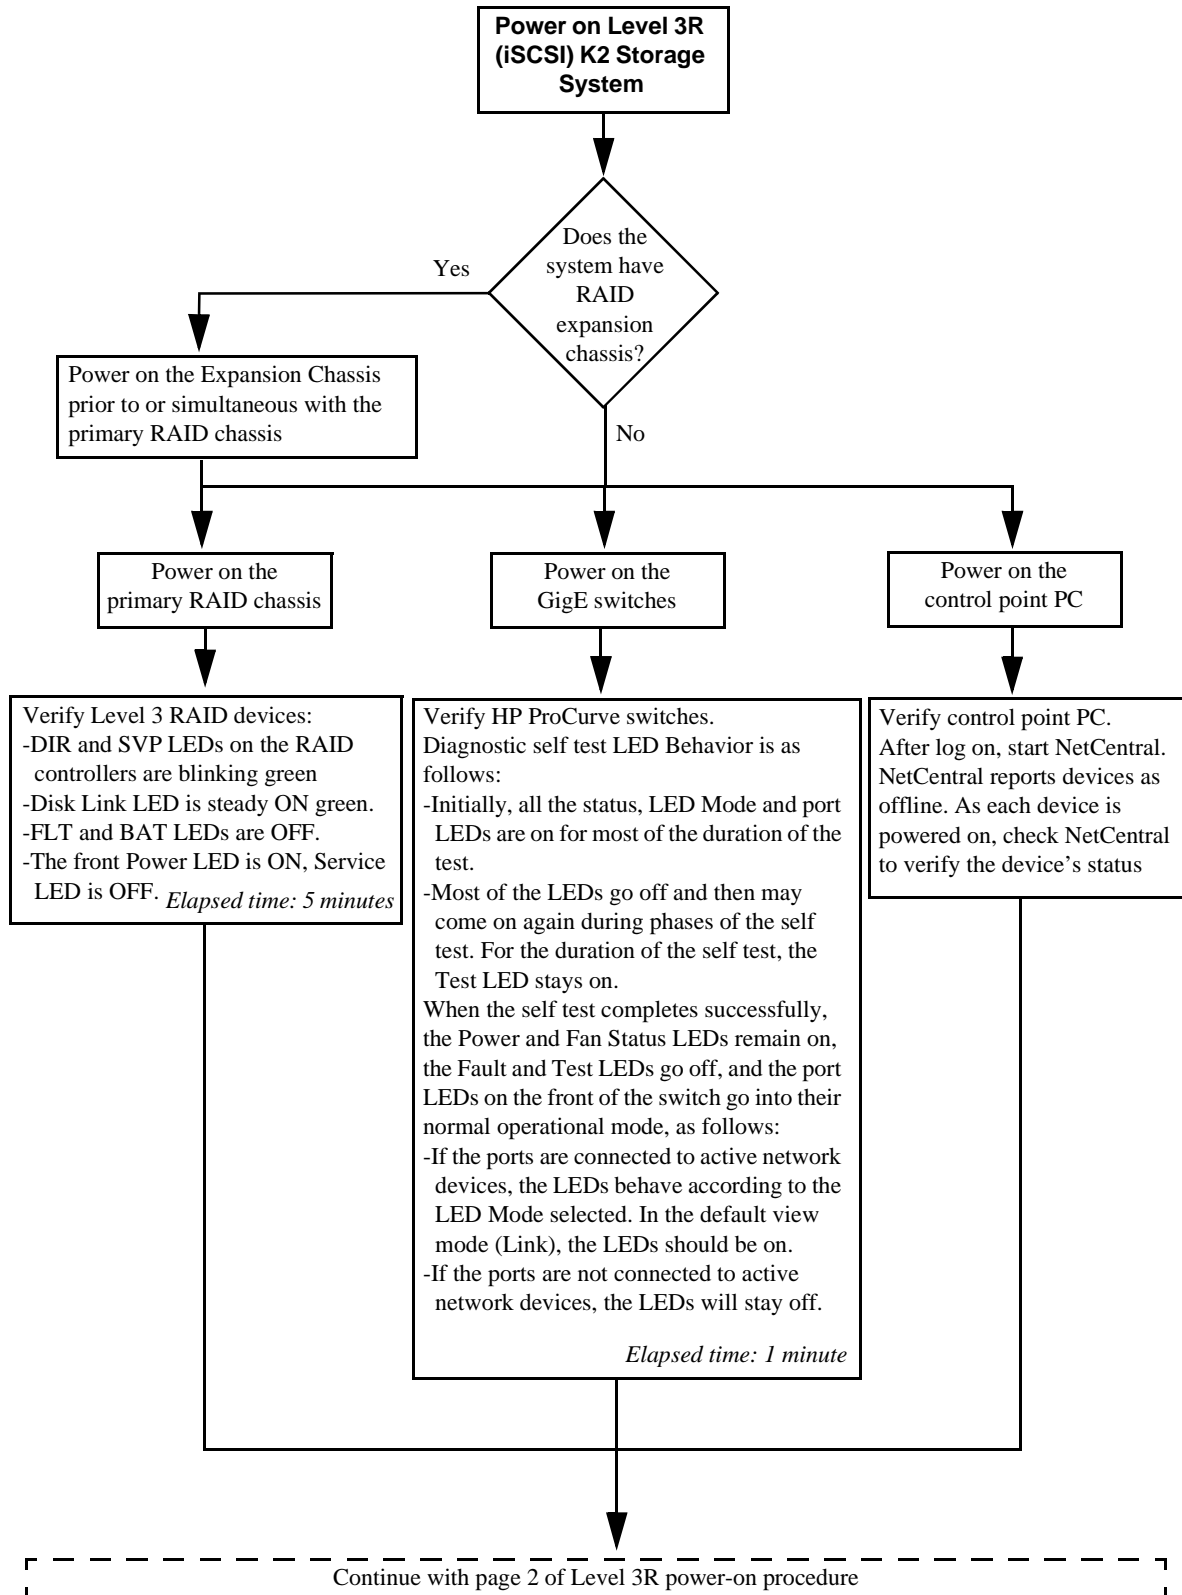 Power on Level 3R
(iSCSI) K2 Storage
System
Does the
system have
RAID
expansion
chassis?
Yes
No
Power on the Expansion Chassis
prior to or simultaneous with the
primary RAID chassis
Power on the
primary RAID chassis
Power on the
GigE switches
Power on the
control point PC
Verify Level 3 RAID devices:
-DIR and SVP LEDs on the RAID
controllers are blinking green
-Disk Link LED is steady ON green.
-FLT and BAT LEDs are OFF.
-The front Power LED is ON, Service
LED is OFF.
Elapsed time: 5 minutes
Verify HP ProCurve switches.
Diagnostic self test LED Behavior is as
follows:
-Initially, all the status, LED Mode and port
LEDs are on for most of the duration of the
test.
-Most of the LEDs go off and then may
come on again during phases of the self
test. For the duration of the self test, the
Test LED stays on.
When the self test completes successfully,
the Power and Fan Status LEDs remain on,
the Fault and Test LEDs go off, and the port
LEDs on the front of the switch go into their
normal operational mode, as follows:
-If the ports are connected to active network
devices, the LEDs behave according to the
LED Mode selected. In the default view
mode (Link), the LEDs should be on.
-If the ports are not connected to active
network devices, the LEDs will stay off.
Elapsed time: 1 minute
Verify control point PC.
After log on, start NetCentral.
NetCentral reports devices as
offline. As each device is
powered on, check NetCentral
to verify the device’s status
Continue with page 2 of Level 3R power-on procedure